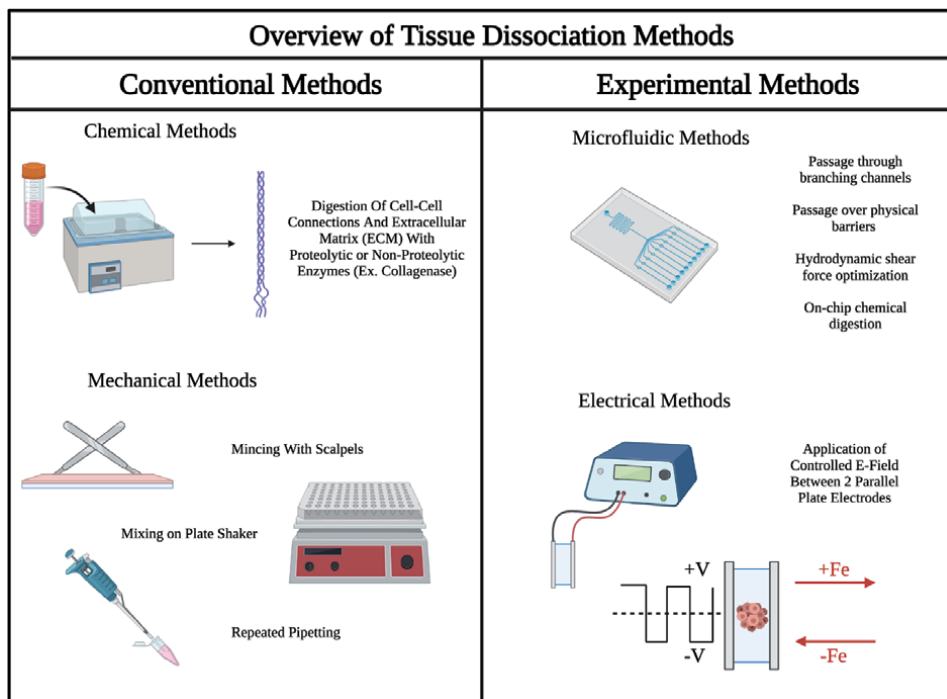 Overview of Tissue Dissociation Methods
Conventional Methods
Experimental Methods
Chemical Methods
Digestion Of Cell-Cell
Connections And Extracellular
Matrix (ECM) With
Proteolytic or Non-Proteolytic
Enzymes (Ex. Collagenase)
Mechanical Methods
Mincing With Scalpels
Mixing on Plate Shaker
Repeated Pipetting
Microfluidic Methods
Passage through
branching channels
Passage over physical
barriers
Hydrodynamic shear
force optimization
On-chip chemical
digestion
Electrical Methods
Application of
Controlled E-Field
Between 2 Parallel
Plate Electrodes
+V
-V
+Fe
-Fe